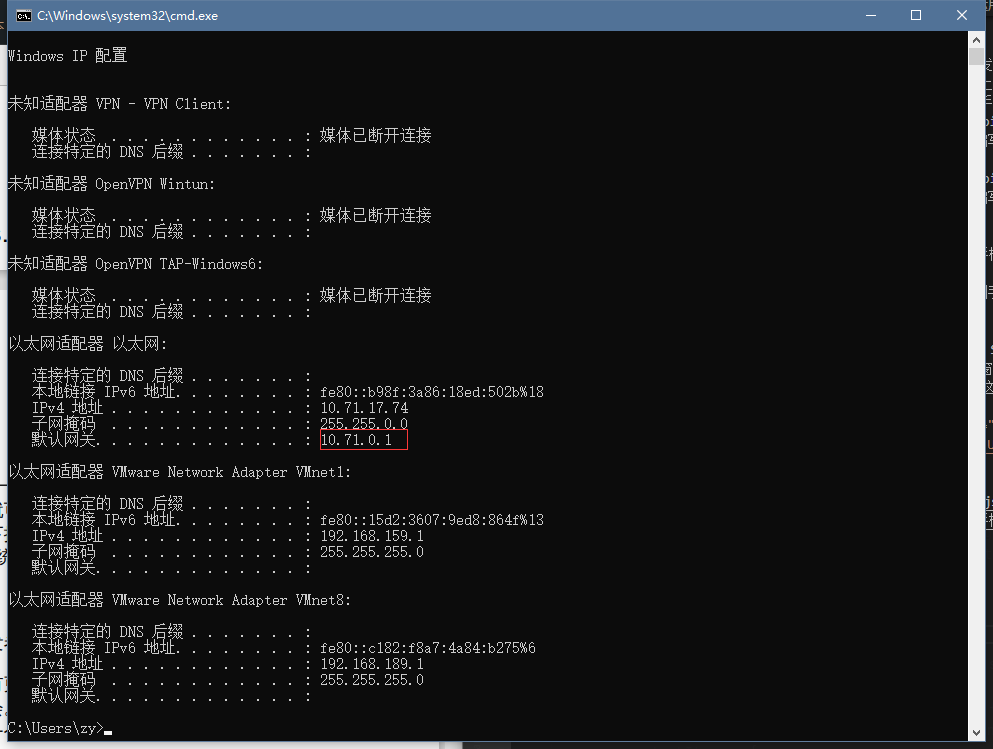 C:\Windows\system32\cmd.exe
Windows IP 配置
未知适配器 VPN - VPN Client:
媒体状态 . . . . . . . . . . . . : 媒体已断开连接
连接特定的 DNS 后缀 . . . . . . . :
未知适配器 OpenVPN Wintun:
媒体状态 . . . . . . . . . . . . : 媒体已断开连接
连接特定的 DNS 后缀 . . . . . . . :
未知适配器 OpenVPN TAP-Windows6:
媒体状态 . . . . . . . . . . . . : 媒体已断开连接
连接特定的 DNS 后缀 . . . . . . . :
以太网适配器 以太网:
连接特定的 DNS 后缀 . . . . . . . :
本地链接 IPv6 地址. . . . . . . . : fe80::b98f:3a86:18ed:502b%18
IPv4 地址 . . . . . . . . . . . . : 10.71.17.74
子网掩码 . . . . . . . . . . . . : 255.255.0.0
默认网关. . . . . . . . . . . . . : 10.71.0.1
以太网适配器 VMware Network Adapter VMnet1:
连接特定的 DNS 后缀 . . . . . . . :
本地链接 IPv6 地址. . . . . . . . : fe80::15d2:3607:9ed8:864f%13
IPv4 地址 . . . . . . . . . . . . : 192.168.159.1
子网掩码 . . . . . . . . . . . . : 255.255.255.0
默认网关. . . . . . . . . . . . . :
以太网适配器 VMware Network Adapter VMnet8:
连接特定的 DNS 后缀 . . . . . . . :
本地链接 IPv6 地址. . . . . . . . : fe80::c182:f8a7:4a84:b275%6
IPv4 地址 . . . . . . . . . . . . : 192.168.189.1
子网掩码 . . . . . . . . . . . . : 255.255.255.0
默认网关. . . . . . . . . . . . . :
C:\Users\zy>